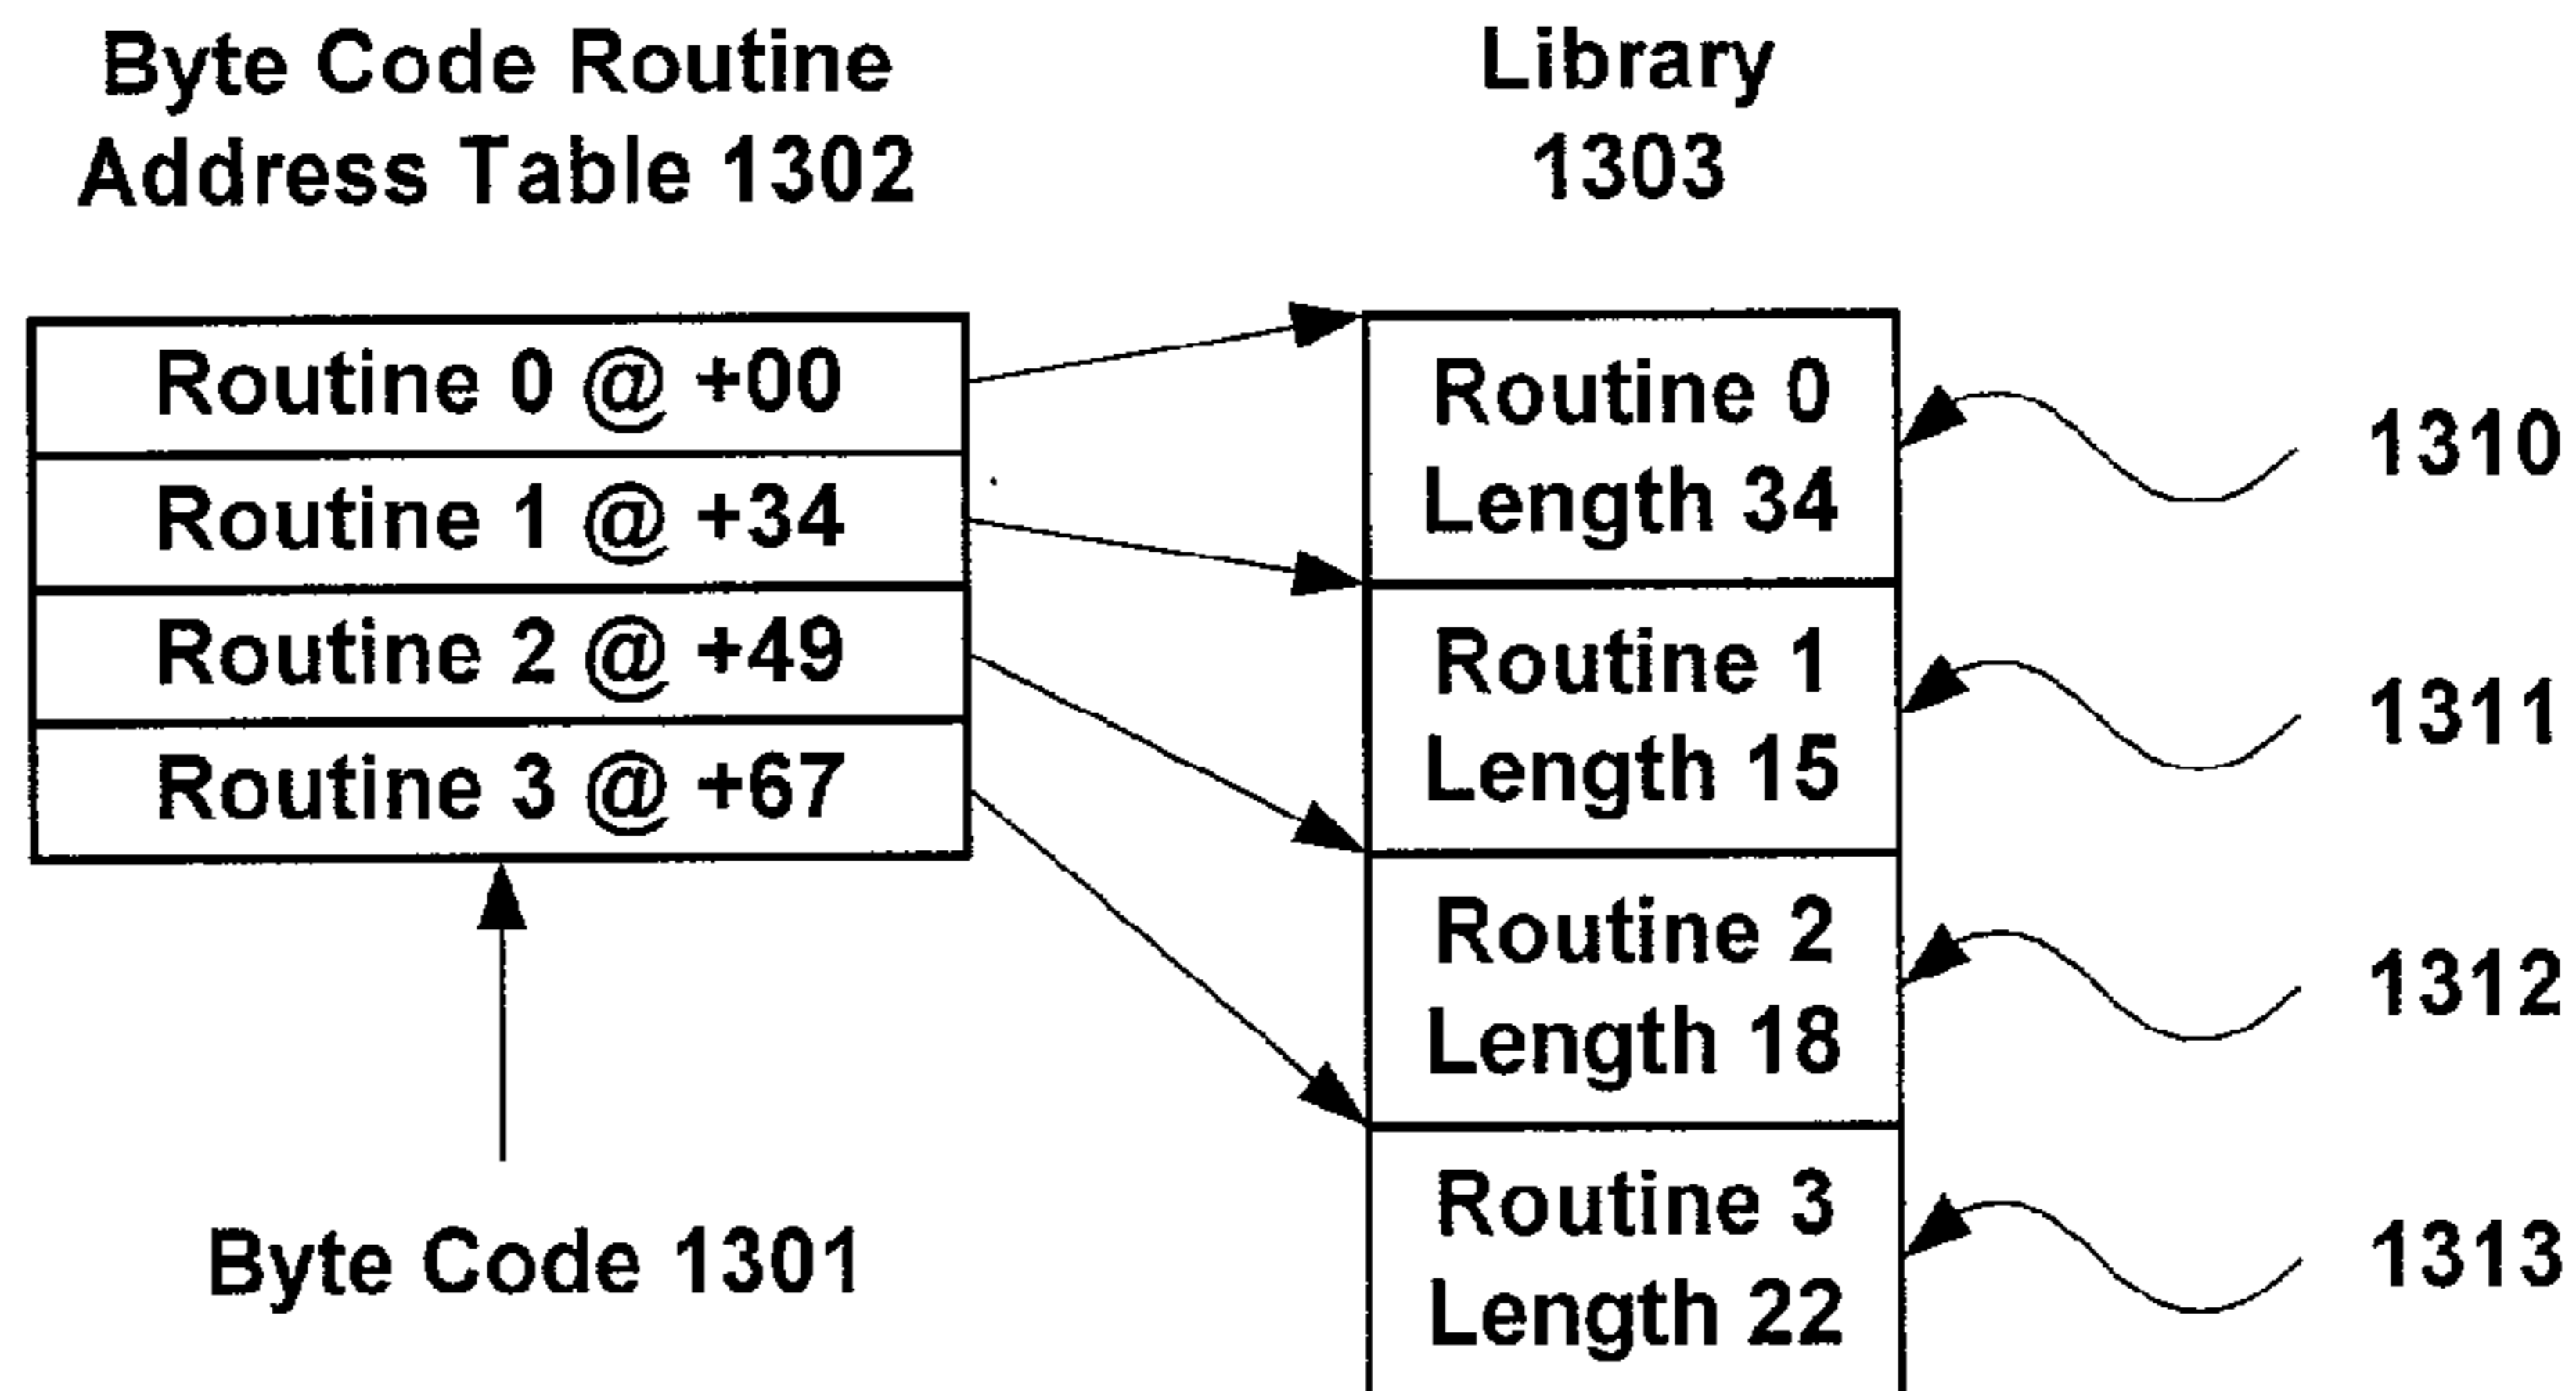 Byte Code Routine
Address Table 1302
Routine 0 @ +00
Routine 1 @ +34
Routine 2 @ +49
Routine 3 @ +67
Byte Code 1301
Library
1303
Routine 0
Length 34
Routine 1
Length 15
Routine 2
Length 18
Routine 3
Length 22
1310
1311
1312
1313